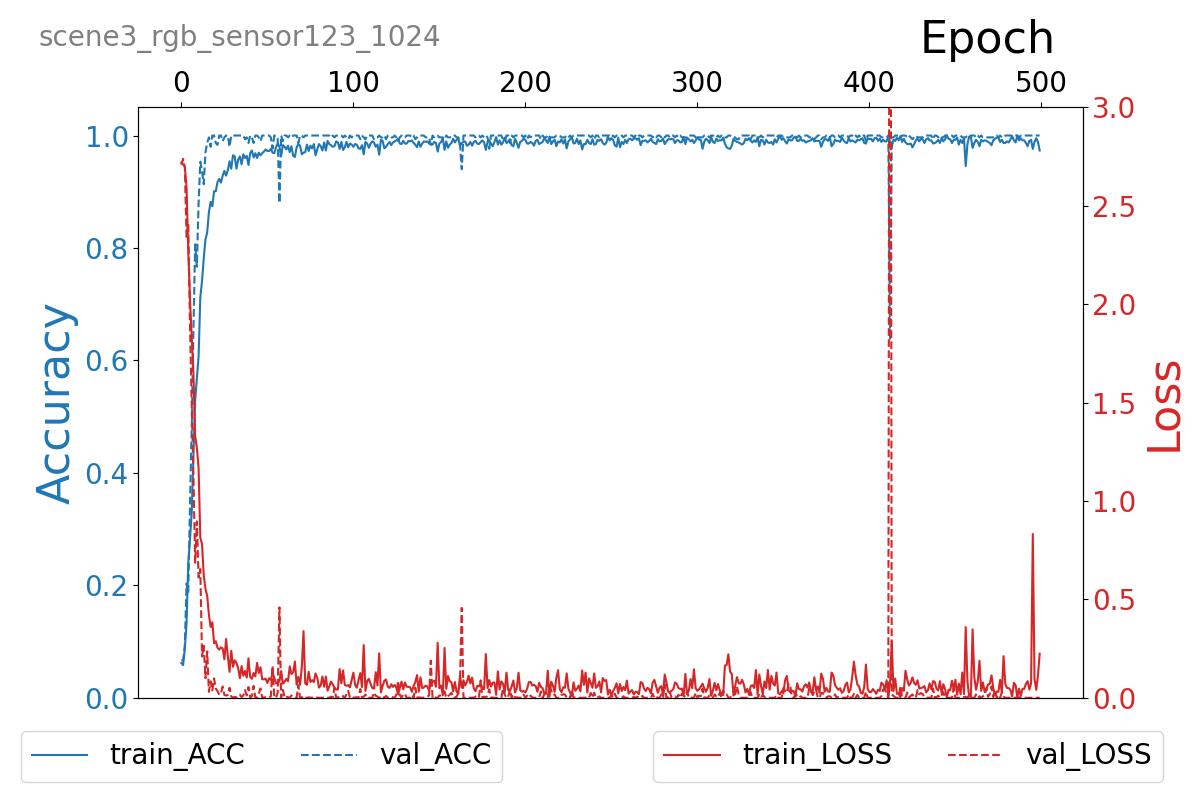 scene3_rgb_sensor123_1024
Epoch
0 100 200 300 400 500
Accuracy
1.0
0.8
0.6
0.4
0.2
0.0
3.0
2.5
2.0
1.5
1.0
0.5
0.0
Loss
train_ACC val_ACC
train_LOSS val_LOSS